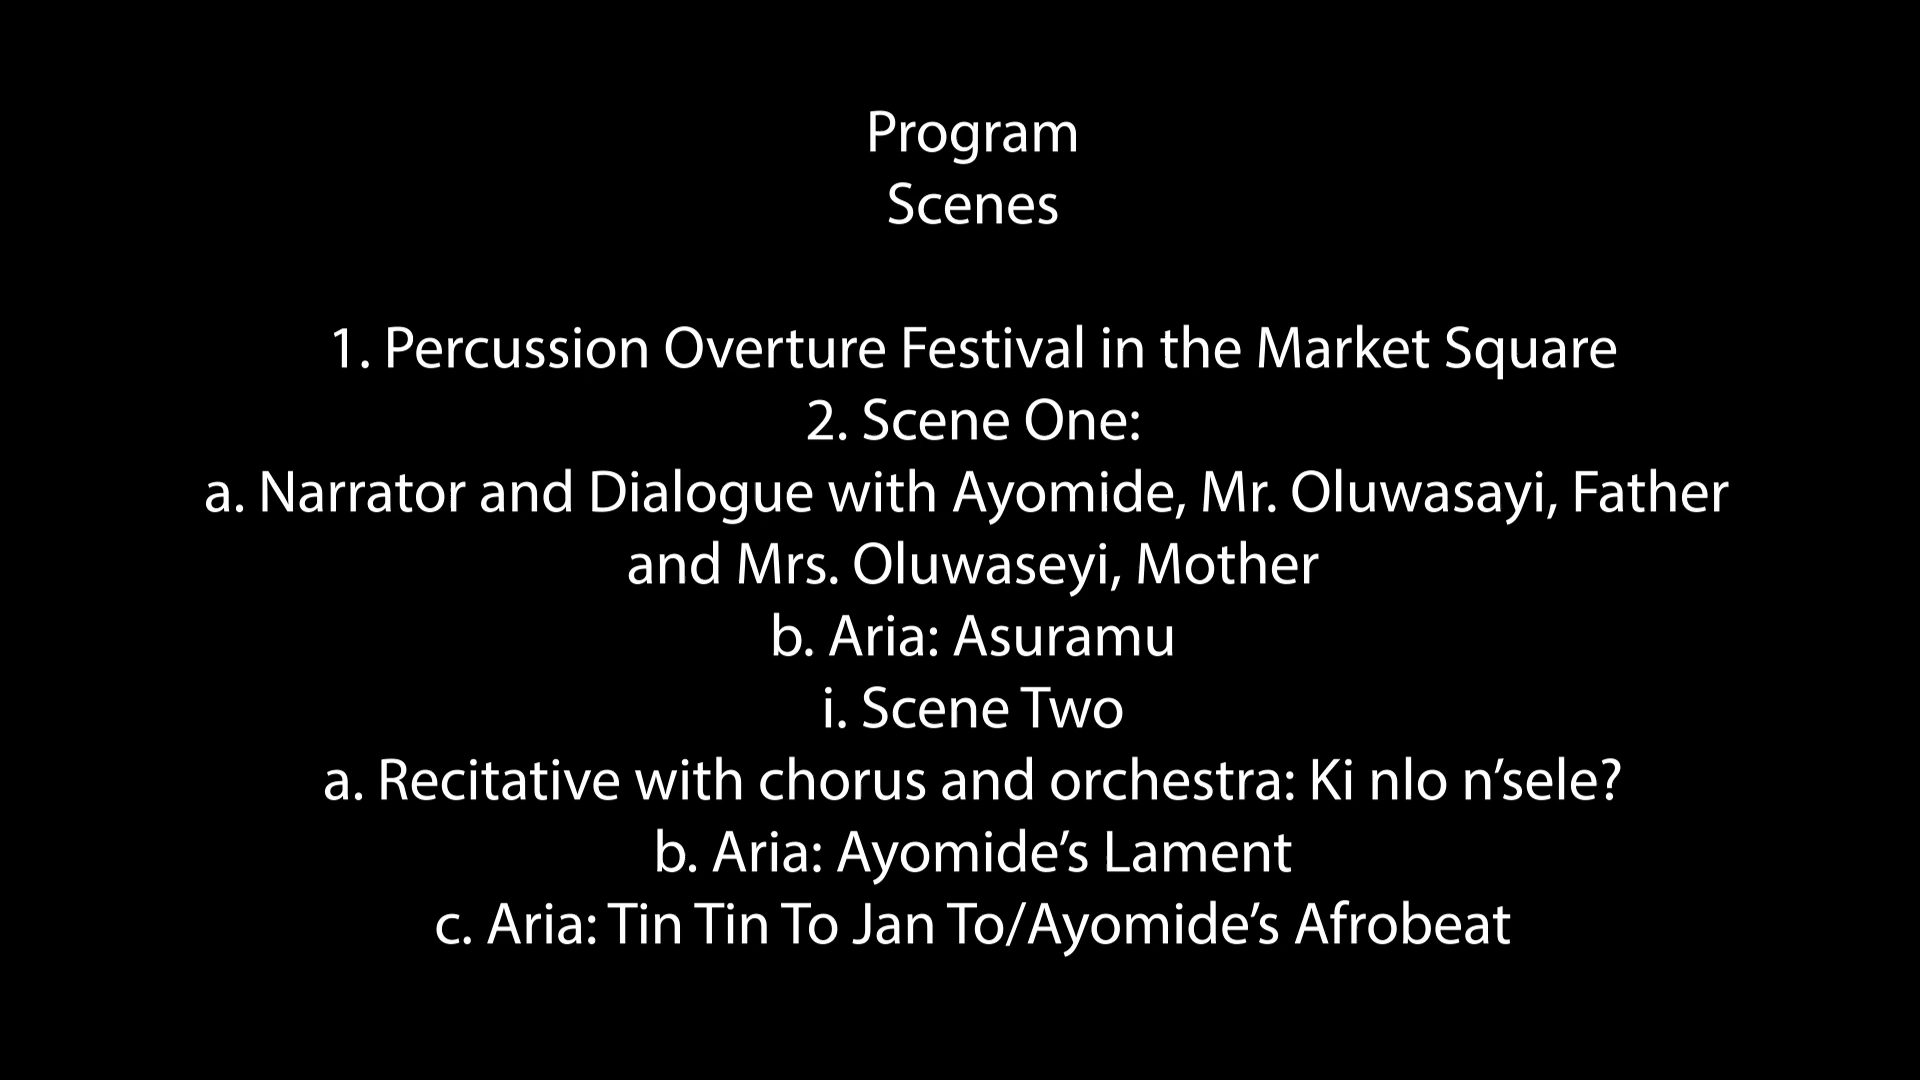 Program
Scenes
1. Percussion Overture Festival in the Market Square
2. Scene One:
a. Narrator and Dialogue with Ayomide, Mr. Oluwasayi, Father
and Mrs. Oluwaseyi, Mother
b. Aria: Asuramu
i. Scene Two
a. Recitative with chorus and orchestra: Ki nlo n’sele?
b. Aria: Ayomide’s Lament
c. Aria: Tin Tin To Jan To/Ayomide’s Afrobeat